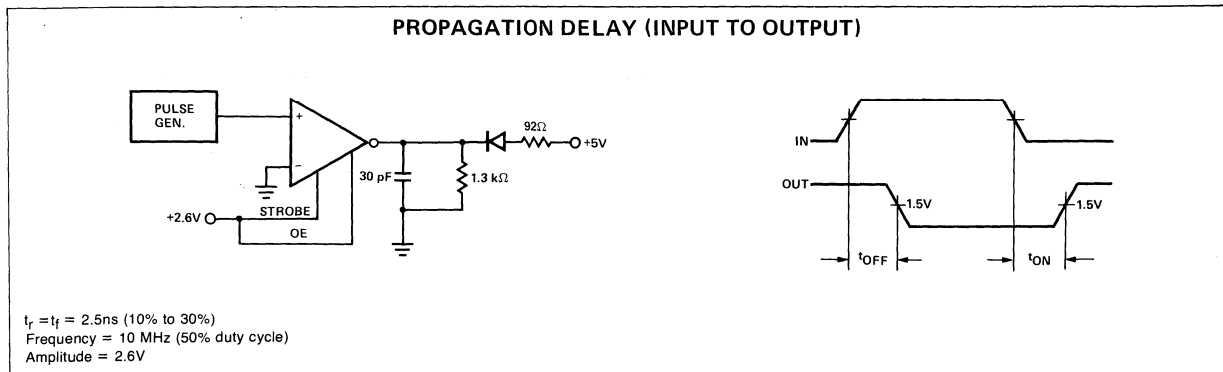 PROPAGATION DELAY (INPUT TO OUTPUT)
PULSE
GEN.
+
−
92Ω
+5V
30 pF
1.3 kΩ
+2.6V
STROBE
OE
IN
OUT
1.5V
1.5V
tOFF
tON
tr = tf = 2.5ns (10% to 30%)
Frequency = 10 MHz (50% duty cycle)
Amplitude = 2.6V